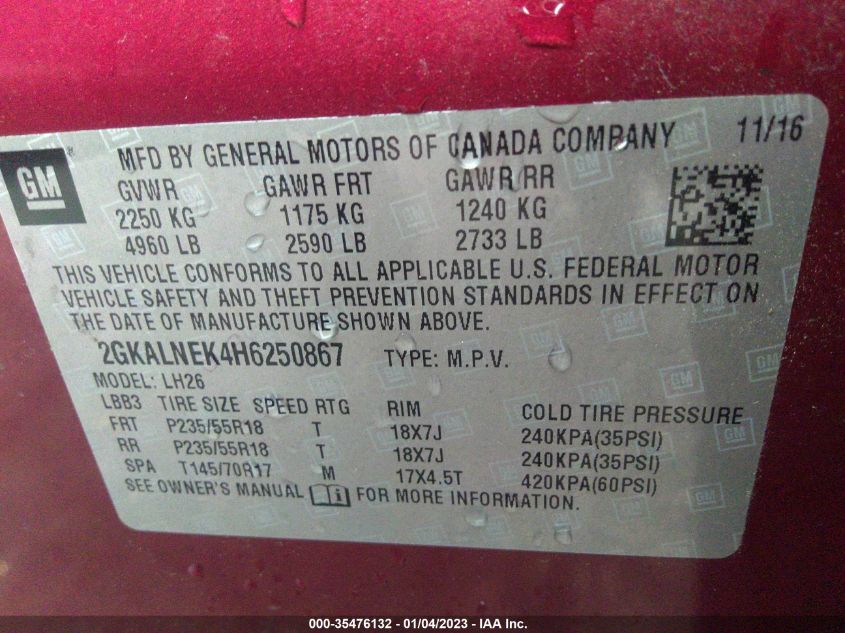 GM
MFD BY GENERAL MOTORS OF CANADA COMPANY 11/16
GVWR GAWR FRT GAWR RR
2250 KG 1175 KG 1240 KG
4960 LB 2590 LB 2733 LB
THIS VEHICLE CONFORMS TO ALL APPLICABLE U.S. FEDERAL MOTOR
VEHICLE SAFETY AND THEFT PREVENTION STANDARDS IN EFFECT ON
THE DATE OF MANUFACTURE SHOWN ABOVE.
2GKALNEK4H6250867 TYPE: M.P.V.
MODEL: LH26
LBB3 TIRE SIZE SPEED RTG RIM COLD TIRE PRESSURE
FRT P235/55R18 T 18X7J 240KPA(35PSI)
RR P235/55R18 T 18X7J 240KPA(35PSI)
SPA T145/70R17 M 17X4.5T 420KPA(60PSI)
SEE OWNER'S MANUAL FOR MORE INFORMATION.
000-35476132 - 01/04/2023 - IAA Inc.